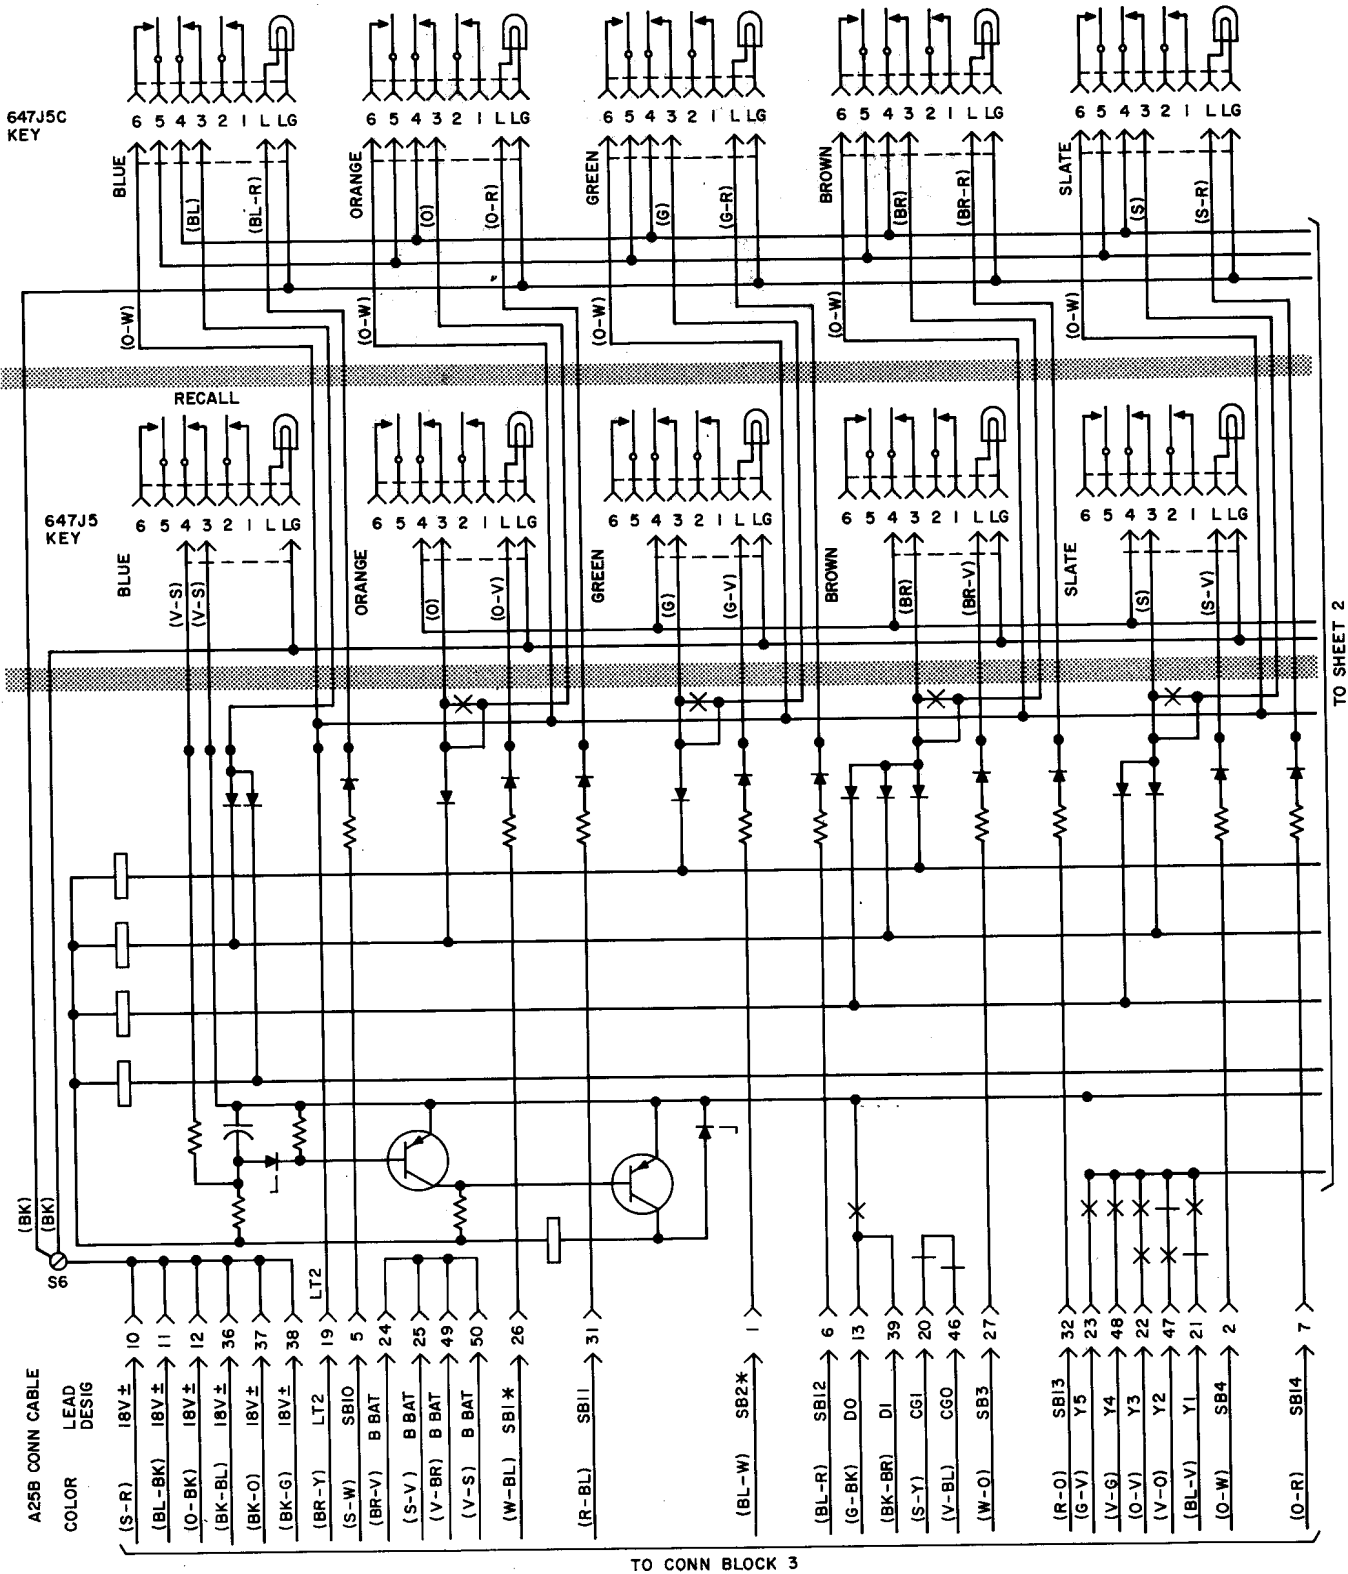 647J5C
KEY
6 5 4 3 2 1 L LG
6 5 4 3 2 1 L LG
6 5 4 3 2 1 L LG
6 5 4 3 2 1 L LG
6 5 4 3 2 1 L LG
BLUE
(BL)
(BL-R)
ORANGE
(O)
(O-R)
GREEN
(G)
(G-R)
BROWN
(BR)
(BR-R)
SLATE
(S)
(S-R)
(O-W)
(O-W)
(O-W)
(O-W)
(O-W)
RECALL
647J5
KEY
6 5 4 3 2 1 L LG
6 5 4 3 2 1 L LG
6 5 4 3 2 1 L LG
6 5 4 3 2 1 L LG
6 5 4 3 2 1 L LG
BLUE
(V-S)
(V-S)
ORANGE
(O)
(O-V)
GREEN
(G)
(G-V)
BROWN
(BR)
(BR-V)
SLATE
(S)
(S-V)
TO SHEET 2
(BK)
(BK)
S6
LT2
10 11 12 36 37 38 19 5 24 25 49 50 26 31 1 6 13 39 20 46 27 32 23 48 22 47 21 2 7
A25B CONN CABLE
LEAD
DESIG
18V± 18V± 18V± 18V± 18V± 18V± LT2 SB10 B BAT B BAT B BAT B BAT SB1* SB11 SB2* SB12 D0 D1 CG1 CG0 SB3 SB13 Y5 Y4 Y3 Y2 Y1 SB4 SB14
COLOR
(S-R) (BL-BK) (O-BK) (BK-BL) (BK-O) (BK-G) (BR-Y) (S-W) (BR-V) (S-V) (V-BR) (V-S) (W-BL) (R-BL) (BL-W) (BL-R) (G-BK) (BK-BR) (S-Y) (V-BL) (W-O) (R-O) (G-V) (V-G) (O-V) (V-O) (BL-V) (O-W) (O-R)
TO CONN BLOCK 3